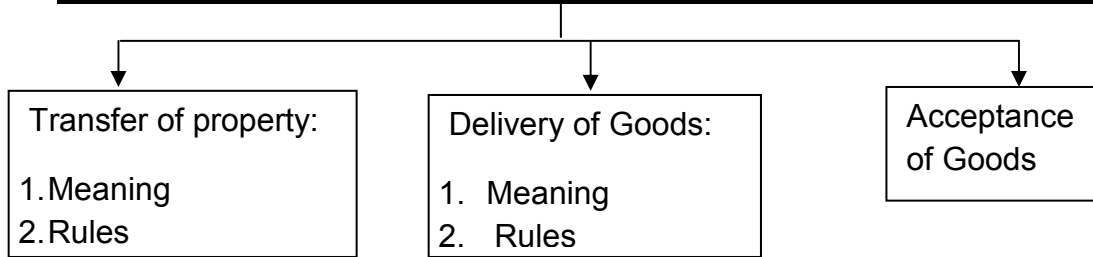 Transfer of property:
1.Meaning
2.Rules
Delivery of Goods:
1. Meaning
2. Rules
Acceptance
of Goods